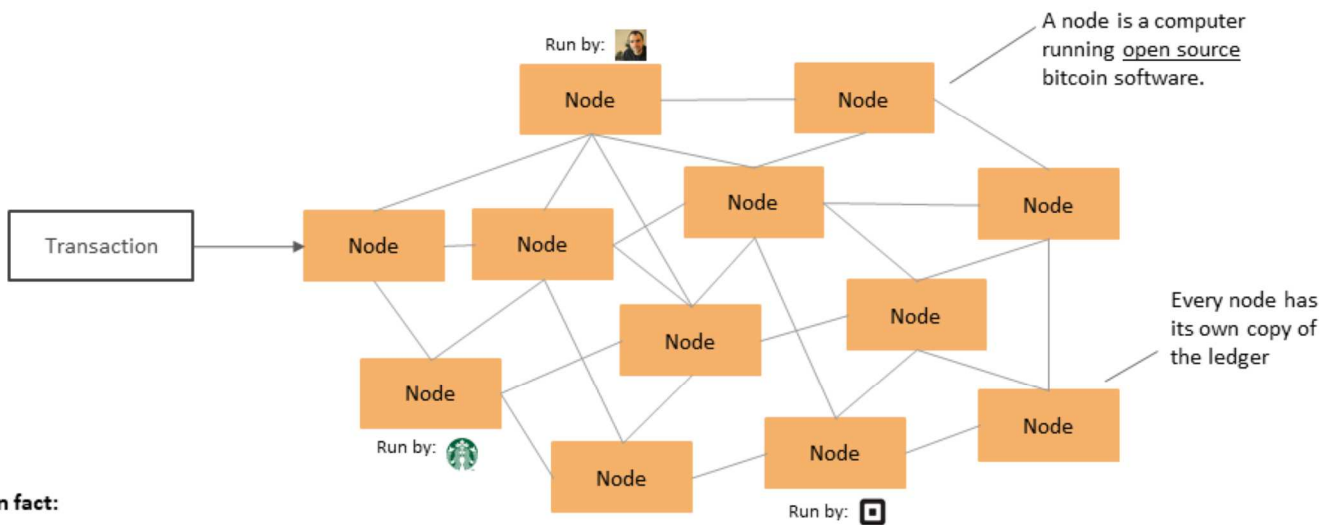 Run by:
A node is a computer
running open source
bitcoin software.
Node
Node
Node
Node
Transaction
Node
Node
Node
Node
Every node has
its own copy of
the ledger
Node
Node
Node
Run by:
Node
Node
Run by:
n fact: